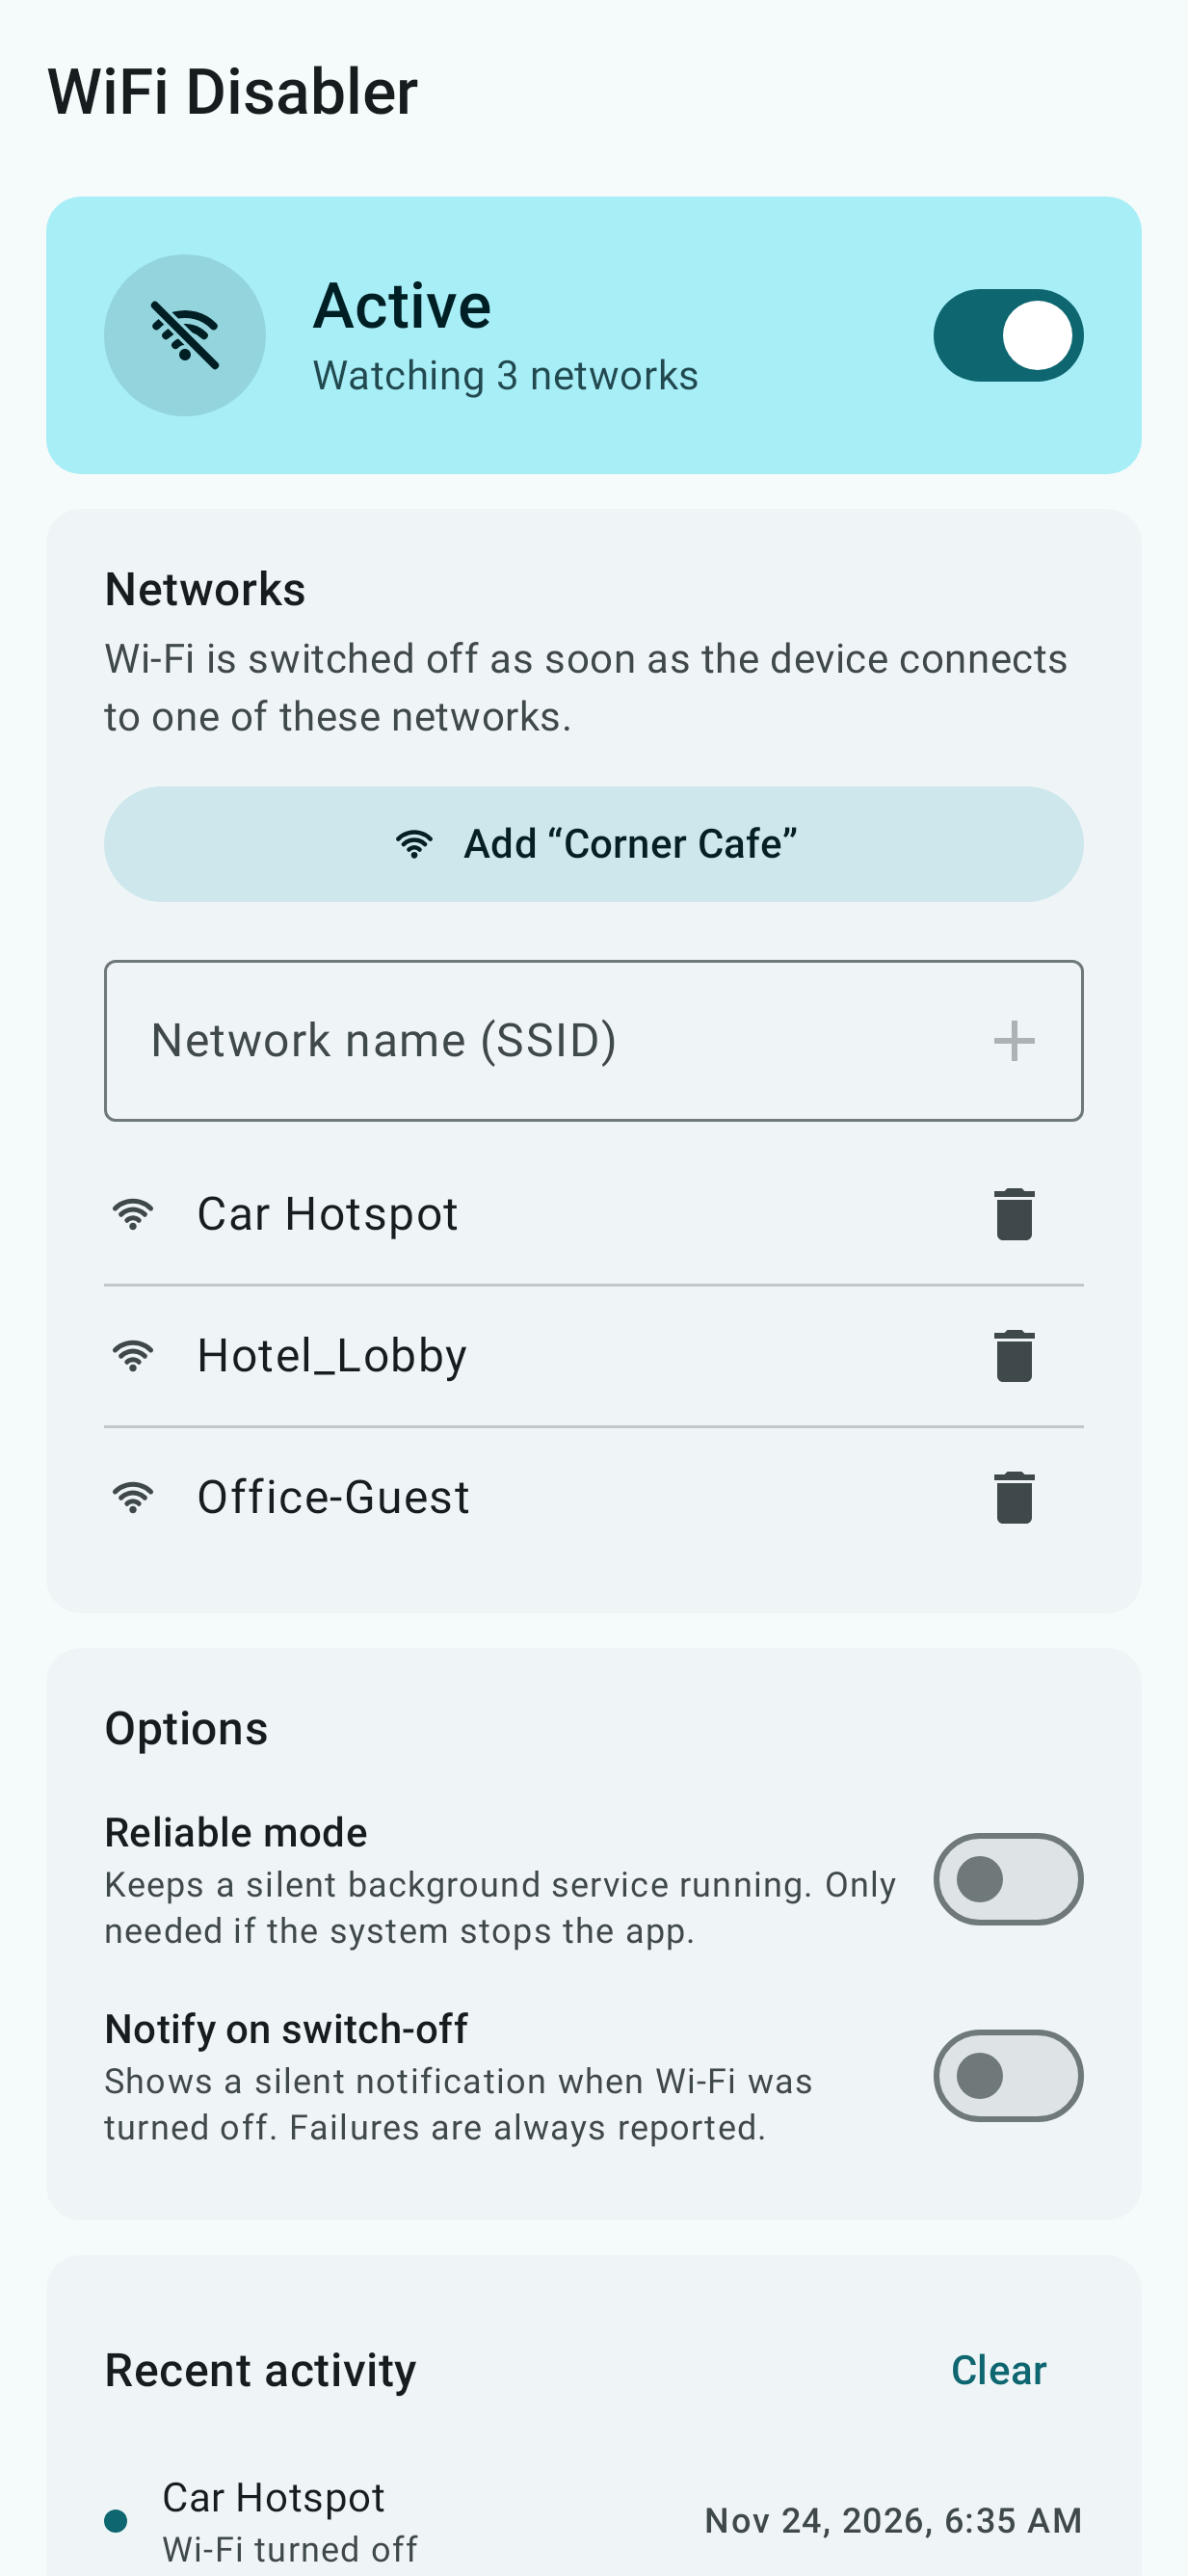 WiFi Disabler
Active
Watching 3 networks
Networks
Wi-Fi is switched off as soon as the device connects
to one of these networks.
Add “Corner Cafe”
Network name (SSID)
Car Hotspot
Hotel_Lobby
Office-Guest
Options
Reliable mode
Keeps a silent background service running. Only
needed if the system stops the app.
Notify on switch-off
Shows a silent notification when Wi-Fi was
turned off. Failures are always reported.
Recent activity
Clear
Car Hotspot
Nov 24, 2026, 6:35 AM
Wi-Fi turned off